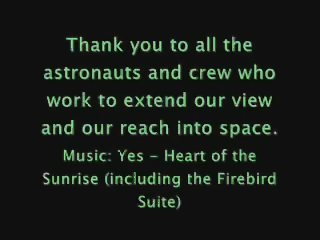 Thank you to all the
astronauts and crew who
work to extend our view
and our reach into space.
Music: Yes - Heart of the
Sunrise (including the Firebird
Suite)